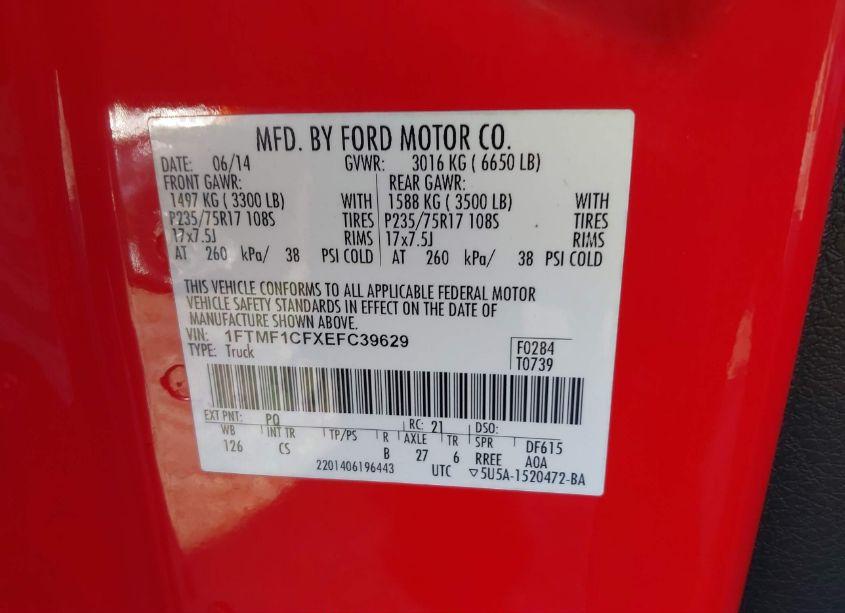 MFD. BY FORD MOTOR CO.
DATE: 06/14 GVWR: 3016 KG ( 6650 LB)
FRONT GAWR: REAR GAWR:
1497 KG ( 3300 LB) WITH 1588 KG ( 3500 LB) WITH
P235/75R17 108S TIRES P235/75R17 108S TIRES
17x7.5J RIMS 17x7.5J RIMS
AT 260 kPa/ 38 PSI COLD AT 260 kPa/ 38 PSI COLD
THIS VEHICLE CONFORMS TO ALL APPLICABLE FEDERAL MOTOR
VEHICLE SAFETY STANDARDS IN EFFECT ON THE DATE OF
MANUFACTURE SHOWN ABOVE.
VIN: 1FTMF1CFXEFC39629
TYPE: Truck
F0284
T0739
EXT PNT: PQ RC: 21 DSO:
WB INT TR TP/PS R AXLE TR SPR DF615
126 CS B 27 6 RREE A0A
2201406196443 UTC ▽5U5A-1520472-BA